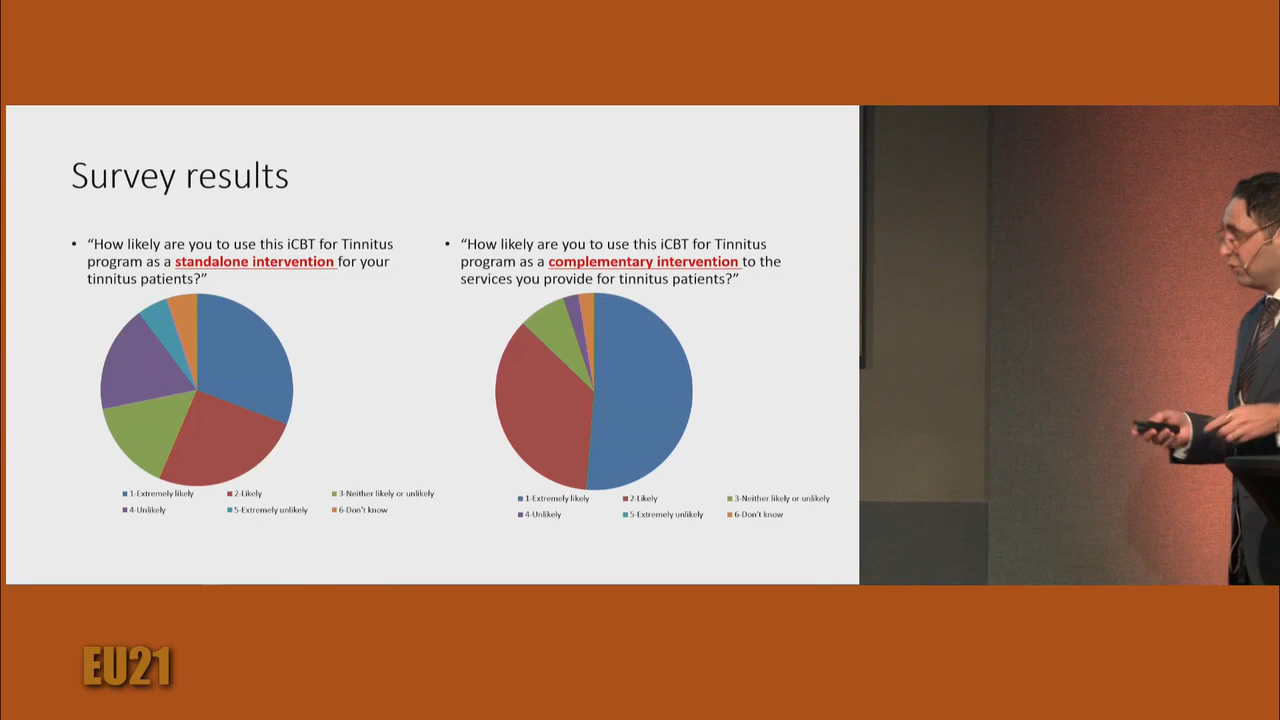 Survey results
• “How likely are you to use this iCBT for Tinnitus
program as a standalone intervention for your
tinnitus patients?”
1-Extremely likely
2-Likely
3-Neither likely or unlikely
4-Unlikely
5-Extremely unlikely
6-Don't know
• “How likely are you to use this iCBT for Tinnitus
program as a complementary intervention to the
services you provide for tinnitus patients?”
1-Extremely likely
2-Likely
3-Neither likely or unlikely
4-Unlikely
5-Extremely unlikely
6-Don't know
EU21